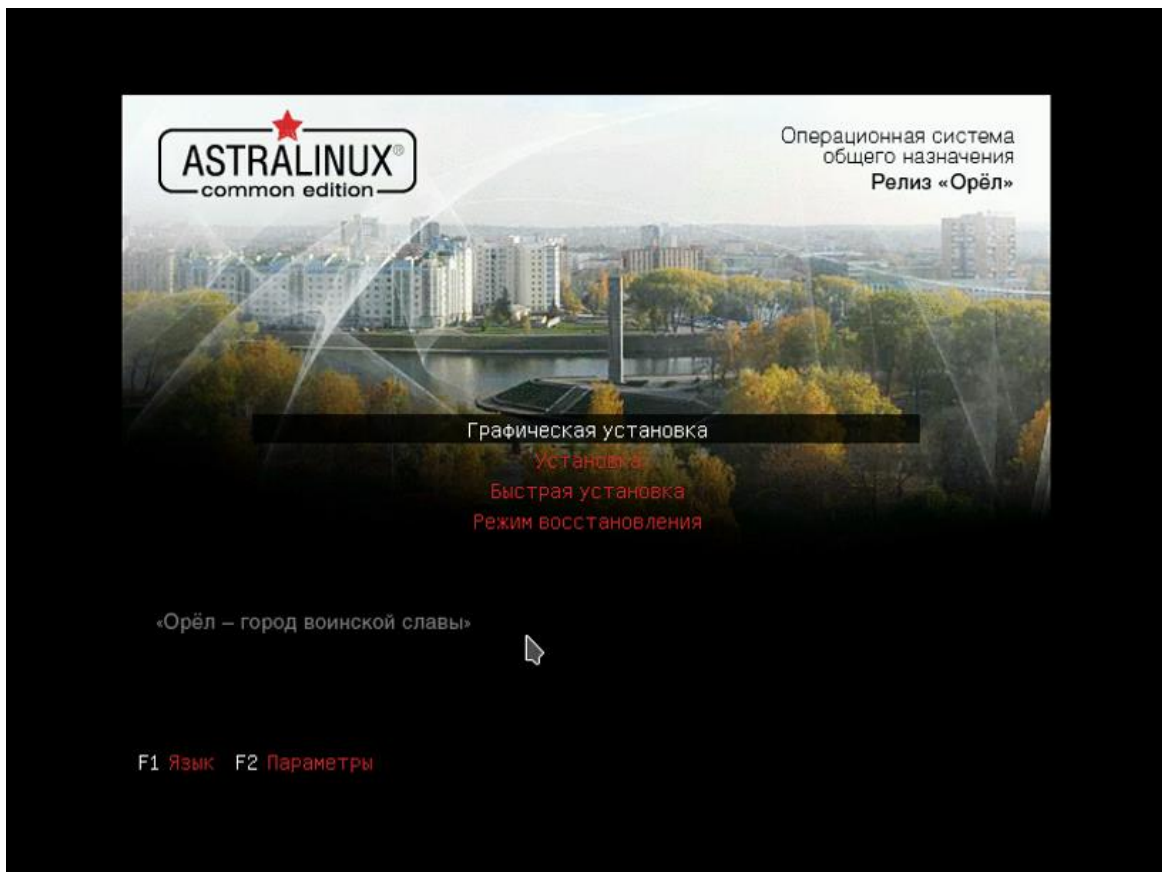 ASTRALINUX®
common edition
Операционная система
общего назначения
Релиз «Орёл»
Графическая установка
Установка
Быстрая установка
Режим восстановления
«Орёл – город воинской славы»
F1 Язык F2 Параметры